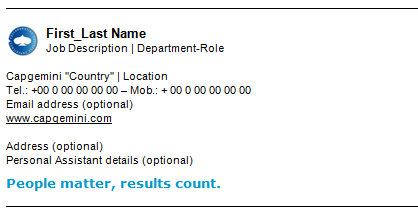 First_Last Name
Job Description | Department-Role
Capgemini "Country" | Location
Tel.: +00 0 00 00 00 00 – Mob.: + 00 0 00 00 00 00
Email address (optional)
www.capgemini.com
Address (optional)
Personal Assistant details (optional)
People matter, results count.